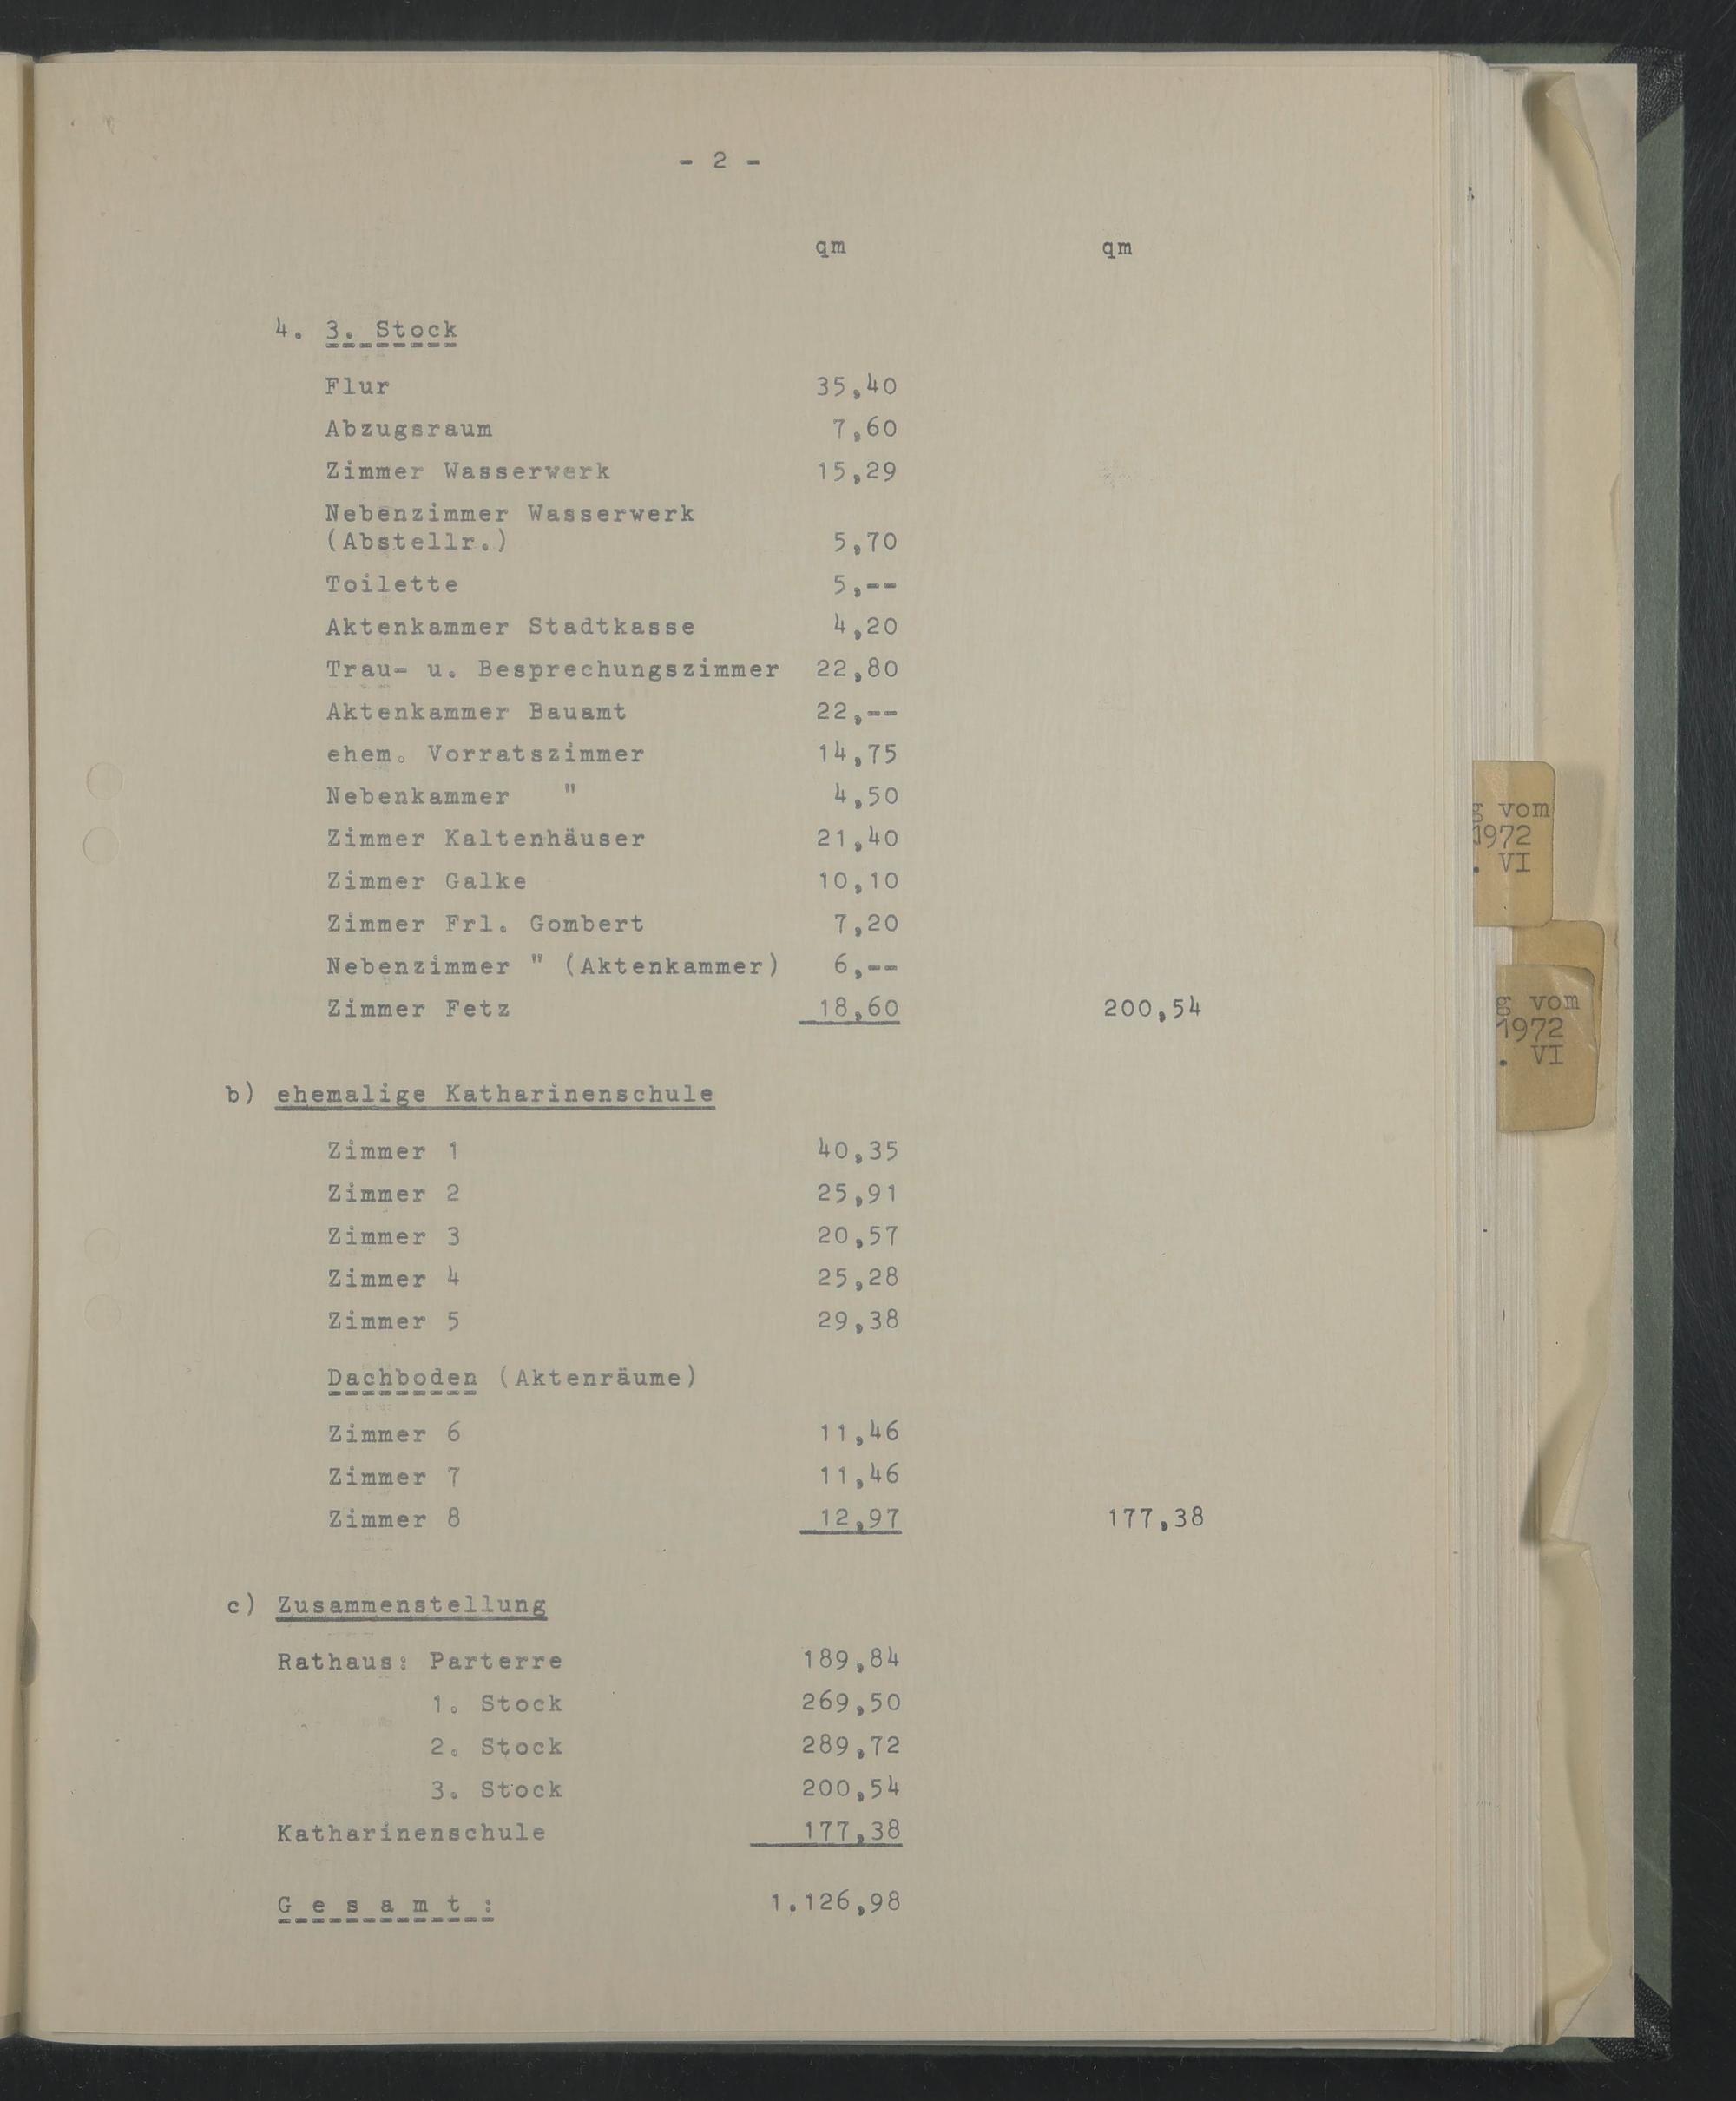 - 2 -
qm qm
4. 3. Stock
Flur 35,40
Abzugsraum 7,60
Zimmer Wasserwerk 15,29
Nebenzimmer Wasserwerk
(Abstellr.) 5,70
Toilette 5,--
Aktenkammer Stadtkasse 4,20
Trau- u. Besprechungszimmer 22,80
Aktenkammer Bauamt 22,--
ehem. Vorratszimmer 14,75
Nebenkammer " 4,50
Zimmer Kaltenhäuser 21,40
Zimmer Galke 10,10
Zimmer Frl. Gombert 7,20
Nebenzimmer " (Aktenkammer) 6,--
Zimmer Fetz 18,60 200,54
b) ehemalige Katharinenschule
Zimmer 1 40,35
Zimmer 2 25,91
Zimmer 3 20,57
Zimmer 4 25,28
Zimmer 5 29,38
Dachboden (Aktenräume)
Zimmer 6 11,46
Zimmer 7 11,46
Zimmer 8 12,97 177,38
c) Zusammenstellung
Rathaus: Parterre 189,84
1. Stock 269,50
2. Stock 289,72
3. Stock 200,54
Katharinenschule 177,38
G e s a m t : 1.126,98
g vom
1972
. VI
g vom
1972
. VI